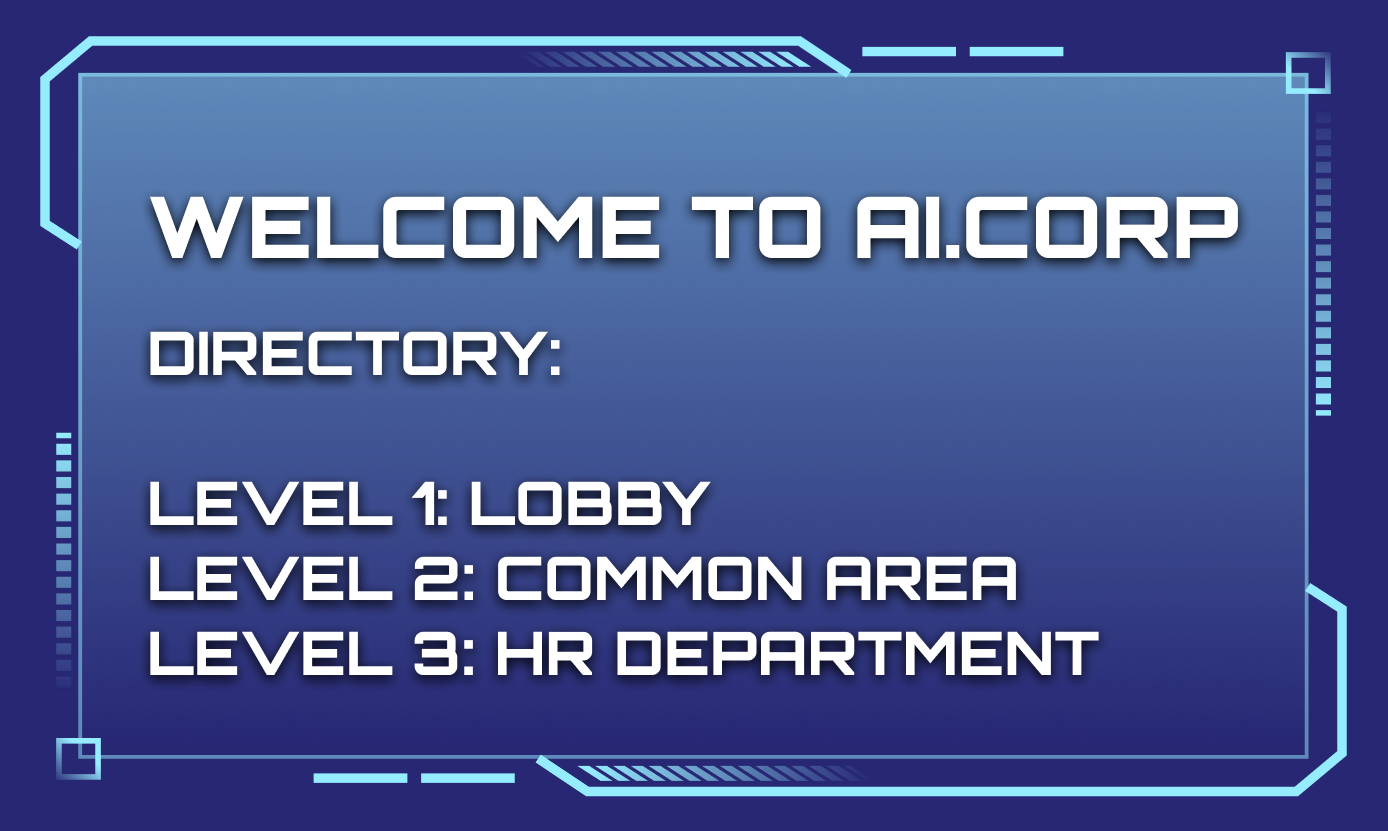 WELCOME TO AI.CORP
DIRECTORY:
LEVEL 1: LOBBY
LEVEL 2: COMMON AREA
LEVEL 3: HR DEPARTMENT